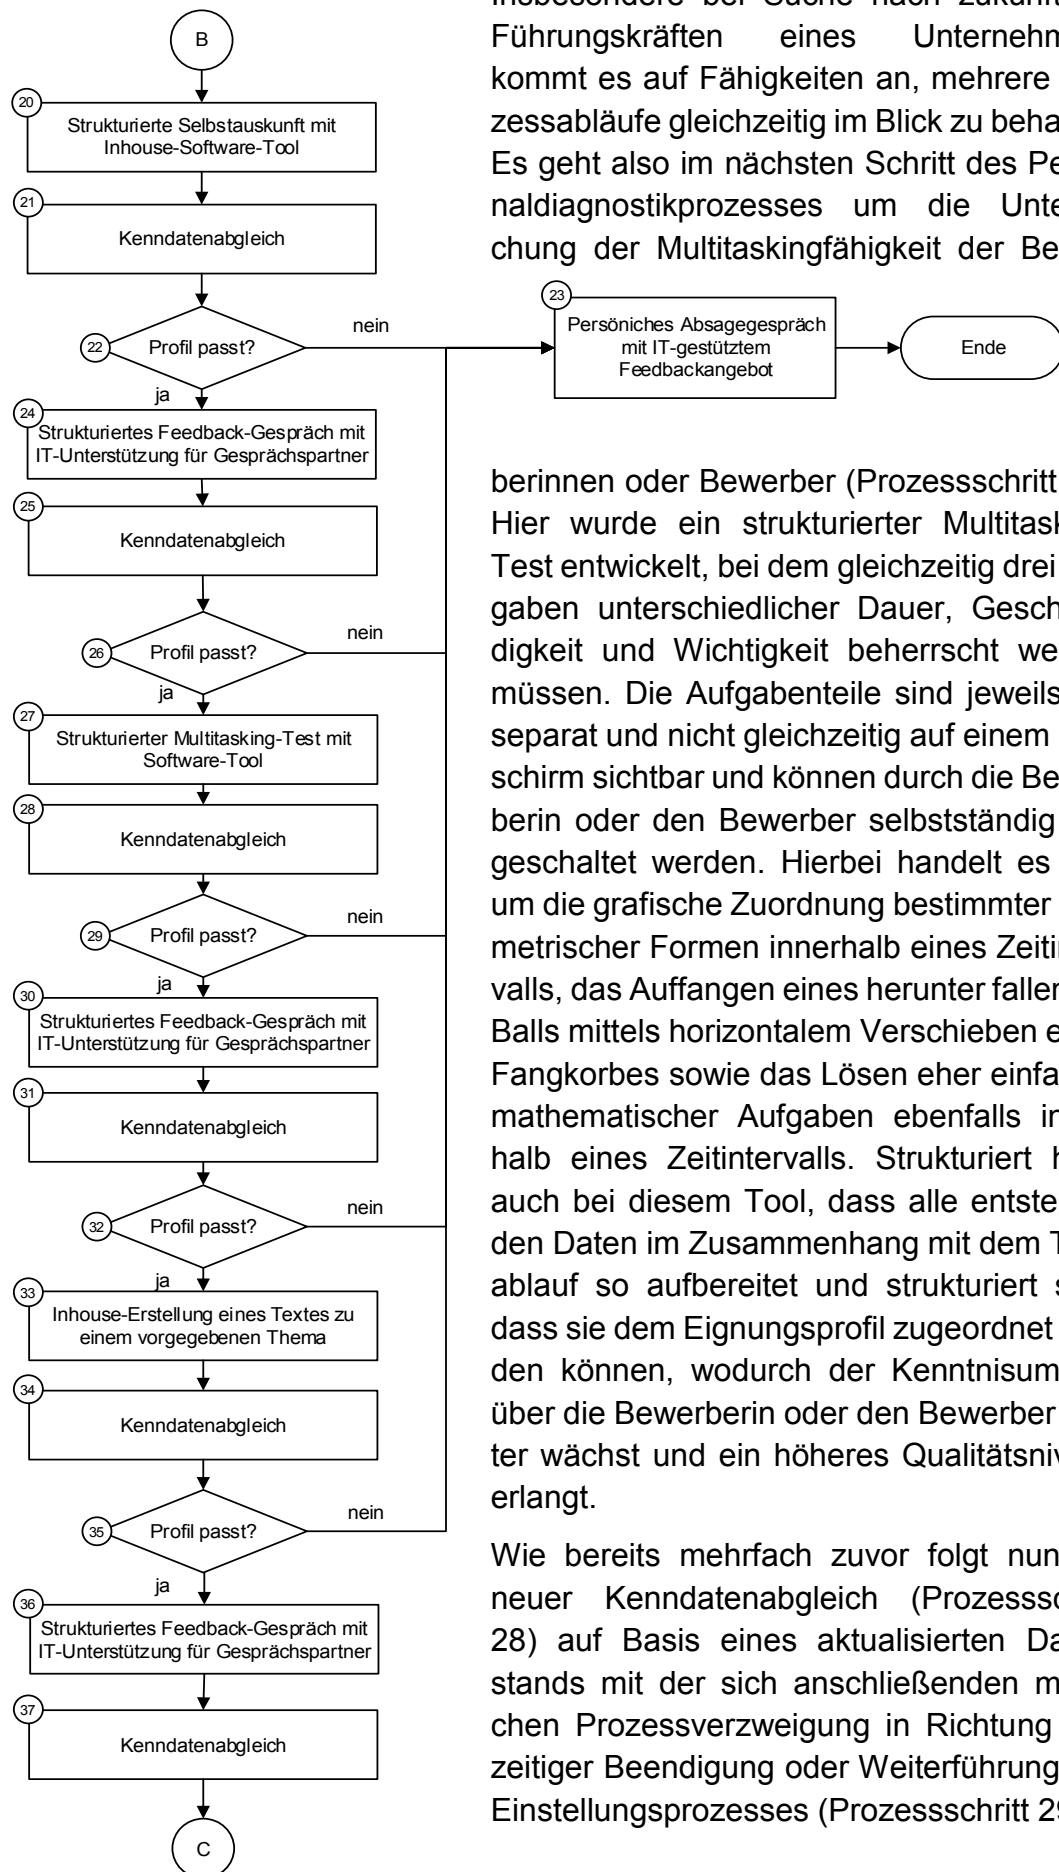 B
20
Strukturierte Selbstauskunft mit
Inhouse-Software-Tool
21
Kenndatenabgleich
22
Profil passt?
nein
ja
23
Persöniches Absagegespräch
mit IT-gestütztem
Feedbackangebot
Ende
24
Strukturiertes Feedback-Gespräch mit
IT-Unterstützung für Gesprächspartner
25
Kenndatenabgleich
26
Profil passt?
nein
ja
27
Strukturierter Multitasking-Test mit
Software-Tool
28
Kenndatenabgleich
29
Profil passt?
nein
ja
30
Strukturiertes Feedback-Gespräch mit
IT-Unterstützung für Gesprächspartner
31
Kenndatenabgleich
32
Profil passt?
nein
ja
33
Inhouse-Erstellung eines Textes zu
einem vorgegebenen Thema
34
Kenndatenabgleich
35
Profil passt?
nein
ja
36
Strukturiertes Feedback-Gespräch mit
IT-Unterstützung für Gesprächspartner
37
Kenndatenabgleich
C
Insbesondere bei Suche nach zukunft
Führungskräften eines Unternehm
kommt es auf Fähigkeiten an, mehrere
zessabläufe gleichzeitig im Blick zu beha
Es geht also im nächsten Schritt des Pe
naldiagnostikprozesses um die Unte
chung der Multitaskingfähigkeit der Be
berinnen oder Bewerber (Prozessschritt
Hier wurde ein strukturierter Multitask
Test entwickelt, bei dem gleichzeitig drei
gaben unterschiedlicher Dauer, Gesch
digkeit und Wichtigkeit beherrscht we
müssen. Die Aufgabenteile sind jeweils
separat und nicht gleichzeitig auf einem
schirm sichtbar und können durch die Be
berin oder den Bewerber selbstständig
geschaltet werden. Hierbei handelt es
um die grafische Zuordnung bestimmter
metrischer Formen innerhalb eines Zeitin
valls, das Auffangen eines herunter fallen
Balls mittels horizontalem Verschieben e
Fangkorbes sowie das Lösen eher einfa
mathematischer Aufgaben ebenfalls in
halb eines Zeitintervalls. Strukturiert h
auch bei diesem Tool, dass alle entste
den Daten im Zusammenhang mit dem T
ablauf so aufbereitet und strukturiert s
dass sie dem Eignungsprofil zugeordnet
den können, wodurch der Kenntnisum
über die Bewerberin oder den Bewerber
ter wächst und ein höheres Qualitätsniv
erlangt.
Wie bereits mehrfach zuvor folgt nun
neuer Kenndatenabgleich (Prozesssc
28) auf Basis eines aktualisierten Da
stands mit der sich anschließenden m
chen Prozessverzweigung in Richtung
zeitiger Beendigung oder Weiterführung
Einstellungsprozesses (Prozessschritt 29